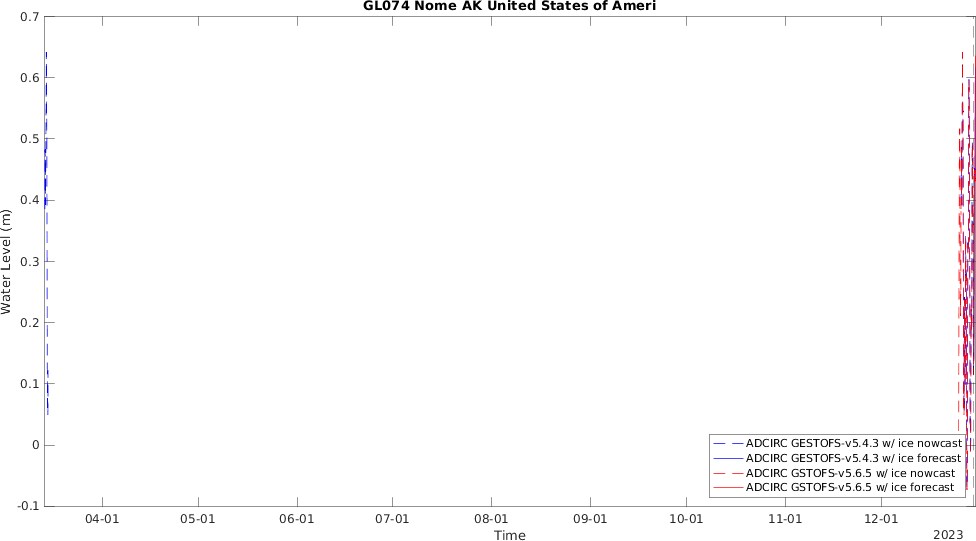 GL074 Nome AK United States of Ameri
0.7
0.6
0.5
0.4
0.3
0.2
0.1
0
-0.1
Water Level (m)
ADCIRC GESTOFS-v5.4.3 w/ ice nowcast
ADCIRC GESTOFS-v5.4.3 w/ ice forecast
ADCIRC GSTOFS-v5.6.5 w/ ice nowcast
ADCIRC GSTOFS-v5.6.5 w/ ice forecast
04-01 05-01 06-01 07-01 08-01 09-01 10-01 11-01 12-01
Time
2023